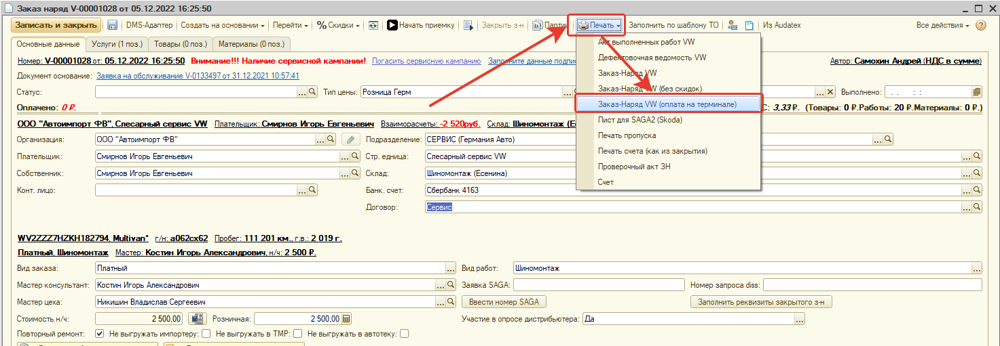 Заказ наряд V-00001028 от 05.12.2022 16:25:50
Записать и закрыть DMS-Адаптер Создать на основании Перейти % Скидки Начать приемку Закрыть з-н Партии Печать Заполнить по шаблону ТО Из Audatex Все действия ?
Основные данные Услуги (1 поз.) Товары (0 поз.) Материалы (0 поз.)
Акт выполненных работ VW
Дефектовочная ведомость VW
Заказ-Наряд VW
Заказ-Наряд VW (без скидок)
Заказ-Наряд VW (оплата на терминале)
Лист для SAGA2 (Skoda)
Печать пропуска
Печать счета (как из закрытия)
Проверочный акт ЗН
Счет
Номер: V-00001028 от: 05.12.2022 16:25:50 Внимание!!! Наличие сервисной кампании! Погасить сервисную кампанию Заполните данные подпис Автор: Самохин Андрей (НДС в сумме)
Документ основание: Заявка на обслуживание V-0133497 от 31.12.2021 10:57:41
Статус: ... Тип цены: Розница Герм ... ... X Выполнено: . . : :
Оплачено: 0 ₽. С: 3,33 ₽. (Товары: 0 ₽.Работы: 20 ₽.Материалы: 0 ₽.)
ООО "Автоимпорт ФВ", Слесарный сервис VW Плательщик: Смирнов Игорь Евгеньевич Взаиморасчеты: -2 520руб. Склад: Шиномонтаж (Ес
Организация: ООО "Автоимпорт ФВ" ... Подразделение: СЕРВИС (Германия Авто) ...
Плательщик: Смирнов Игорь Евгеньевич ... Стр. едница: Слесарный сервис VW ...
Собственник: Смирнов Игорь Евгеньевич ... Склад: Шиномонтаж (Есенина) ...
Конт. лицо: ... Банк. счет: Сбербанк 4163 ...
Договор: Сервис ...
WV2ZZZ7HZKH182794, Multivan* г/н: а062сх62 Пробег: 111 201 км., г.в.: 2 019 г.
Платный, Шиномонтаж Мастер: Костин Игорь Александрович, н/ч: 2 500 ₽.
Вид заказа: Платный ... Вид работ: Шиномонтаж ...
Мастер консультант: Костин Игорь Александрович ... Заявка SAGA: Номер запроса diss:
Мастер цеха: Никишин Владислав Сергеевич ... Ввести номер SAGA Заполнить реквизиты закрытого з-н
Стоимость н/ч: 2 500,00 Розничная: 2 500,00 Участие в опросе дистрибьютера: Да ...
Повторный ремонт: Не выгружать импортеру: Не выгружать в TMP: Не выгружать в автотеку: